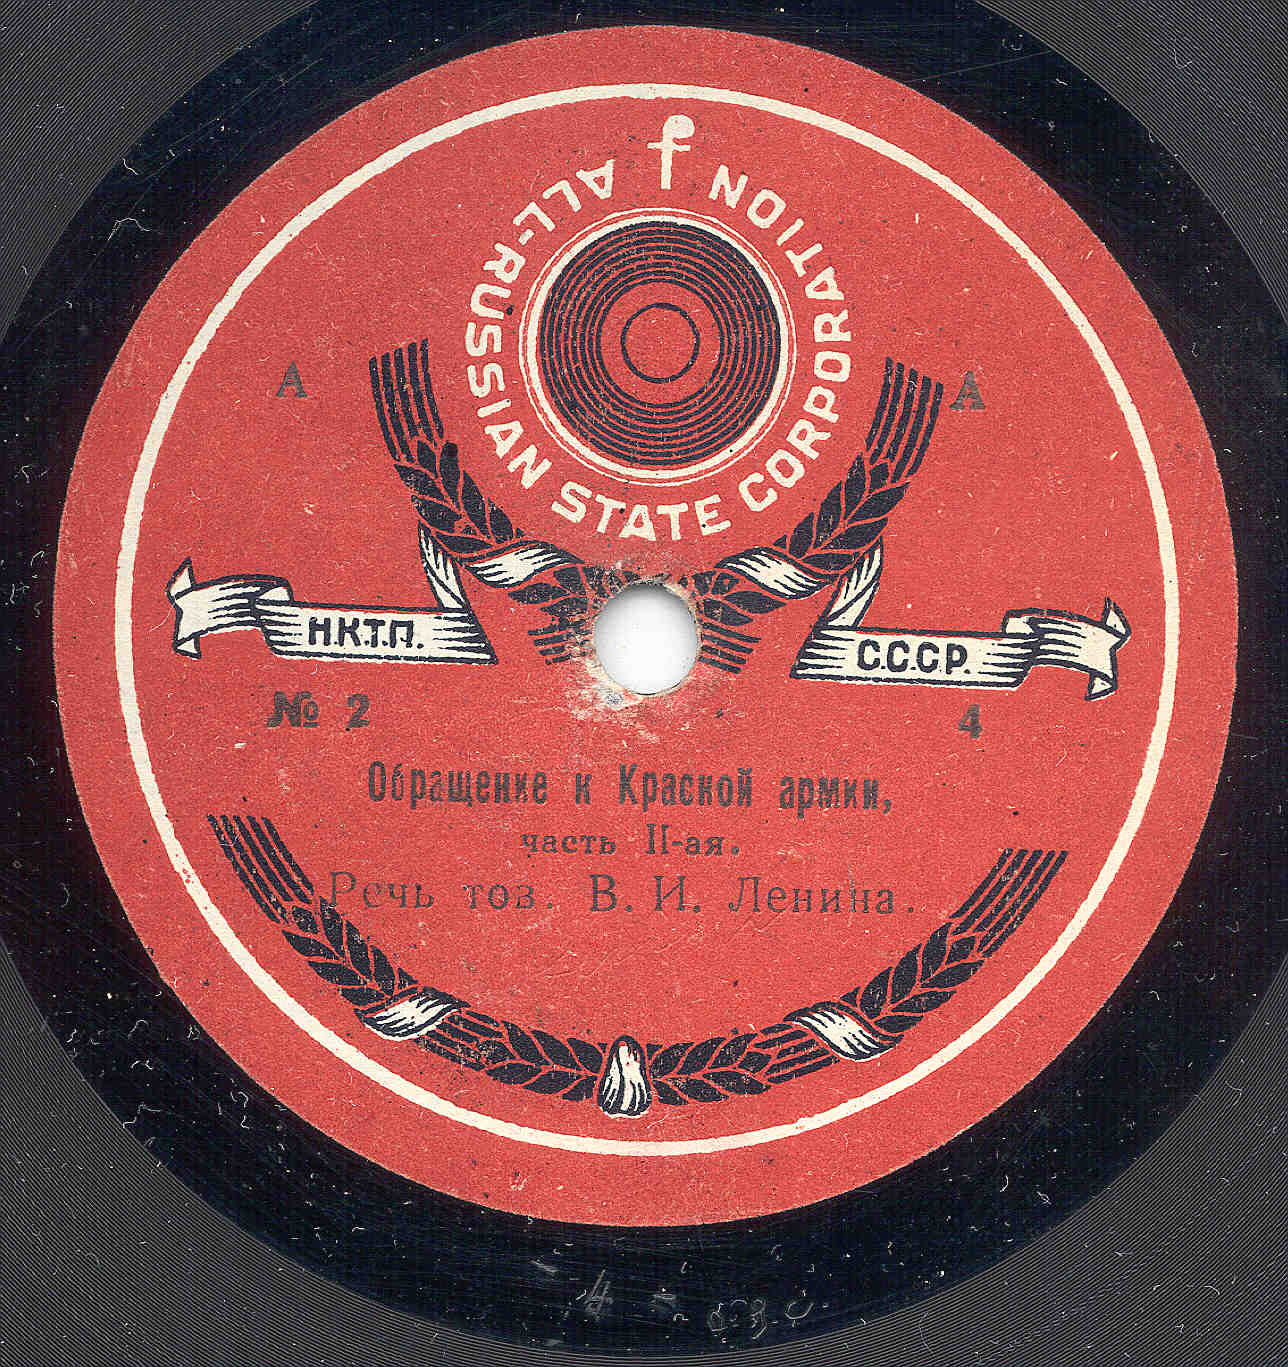 ALL-RUSSIAN STATE CORPORATION
А А
Н.К.Т.П. С.С.С.Р.
№ 2 4
Обращение к Красной армии,
часть II-ая.
Речь тов. В. И. Ленина.